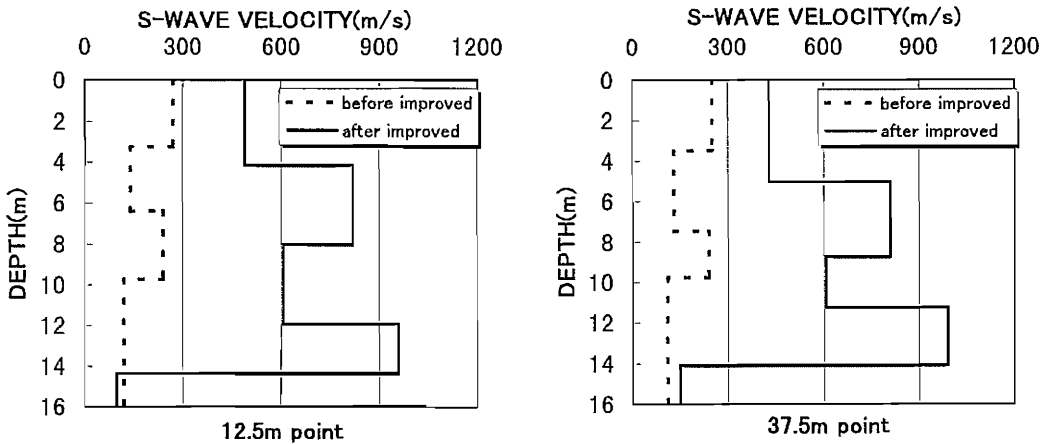 S-WAVE VELOCITY(m/s)
0 300 600 900 1200
DEPTH(m)
0
2
4
6
8
10
12
14
16
before improved
after improved
12.5m point
S-WAVE VELOCITY(m/s)
0 300 600 900 1200
DEPTH(m)
0
2
4
6
8
10
12
14
16
before improved
after improved
37.5m point